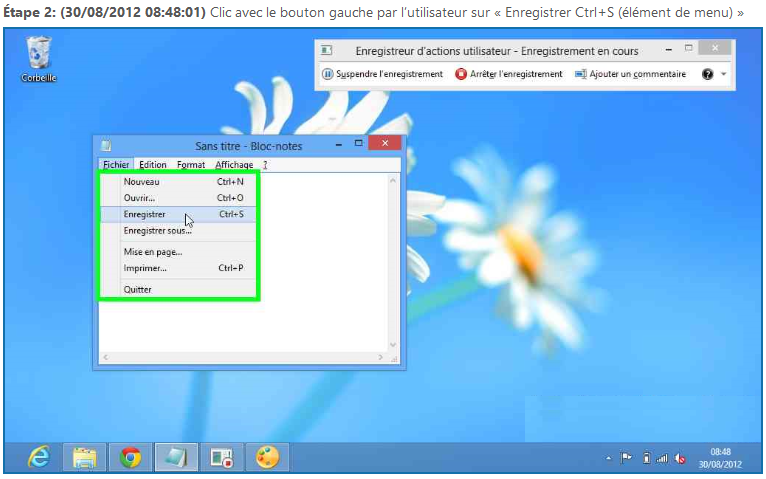 Étape 2: (30/08/2012 08:48:01) Clic avec le bouton gauche par l'utilisateur sur « Enregistrer Ctrl+S (élément de menu) »
Corbeille
Enregistreur d'actions utilisateur - Enregistrement en cours
Suspendre l'enregistrement Arrêter l'enregistrement Ajouter un commentaire
Sans titre - Bloc-notes
Fichier Edition Format Affichage ?
Nouveau Ctrl+N
Ouvrir... Ctrl+O
Enregistrer Ctrl+S
Enregistrer sous...
Mise en page...
Imprimer... Ctrl+P
Quitter
08:48
30/08/2012